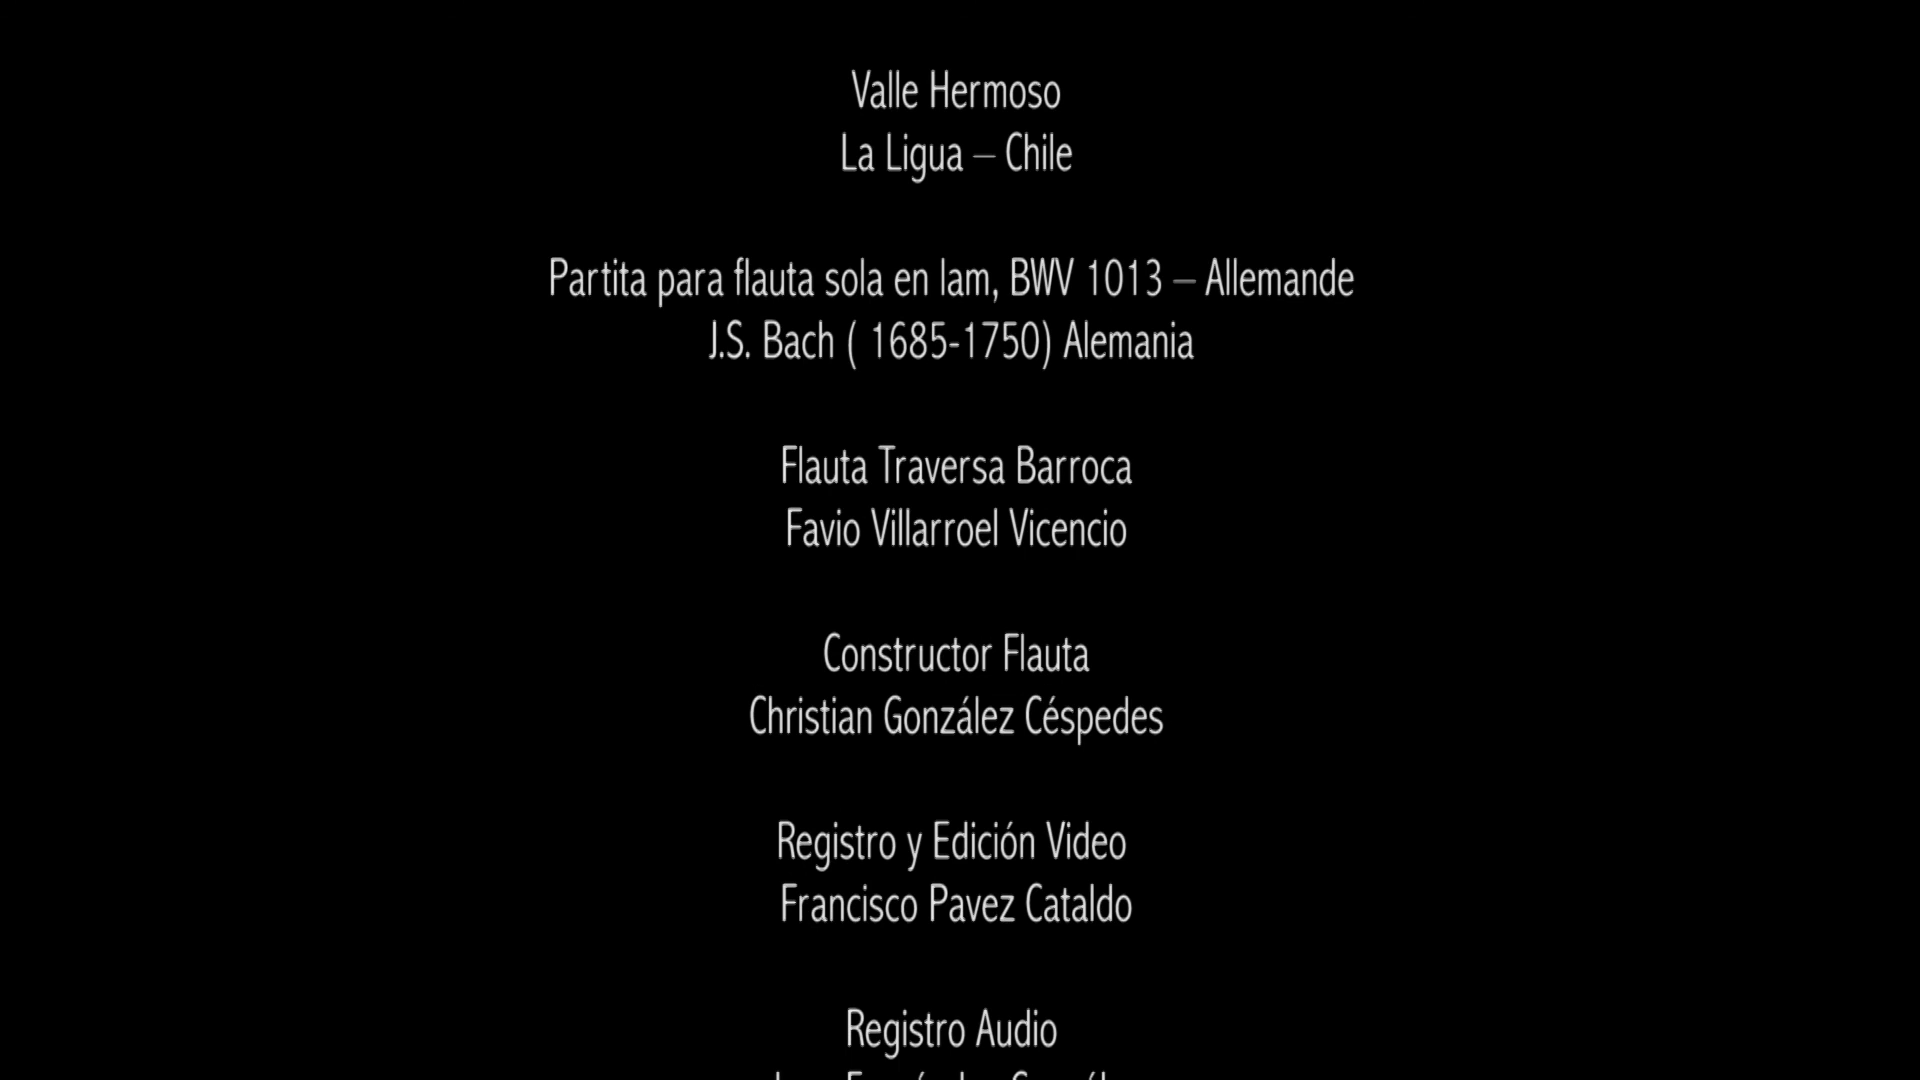 Valle Hermoso
La Ligua – Chile
Partita para flauta sola en lam, BWV 1013 – Allemande
J.S. Bach ( 1685-1750) Alemania
Flauta Traversa Barroca
Favio Villarroel Vicencio
Constructor Flauta
Christian González Céspedes
Registro y Edición Video
Francisco Pavez Cataldo
Registro Audio